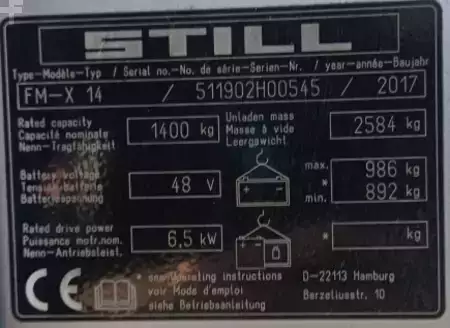 STILL
Type-Modèle-Typ / Serial no.-No. de série-Serien-Nr. / year-année-Baujahr
FM-X 14 / 511902H00545 / 2017
Rated capacity
Capacité nominale
Nenn-Tragfähigkeit
1400 kg
Unladen mass
Masse à vide
Leergewicht
2584 kg
Battery voltage
Tension batterie
Batteriespannung
48 V
+ -
max. 986 kg
*
min. 892 kg
Rated drive power
Puissance motr.nom.
Nenn-Antriebsleist.
6,5 kW
* kg
CE
* see Operating instructions
voir Mode d'emploi
siehe Betriebsanleitung
D-22113 Hamburg
Berzeliusstr. 10